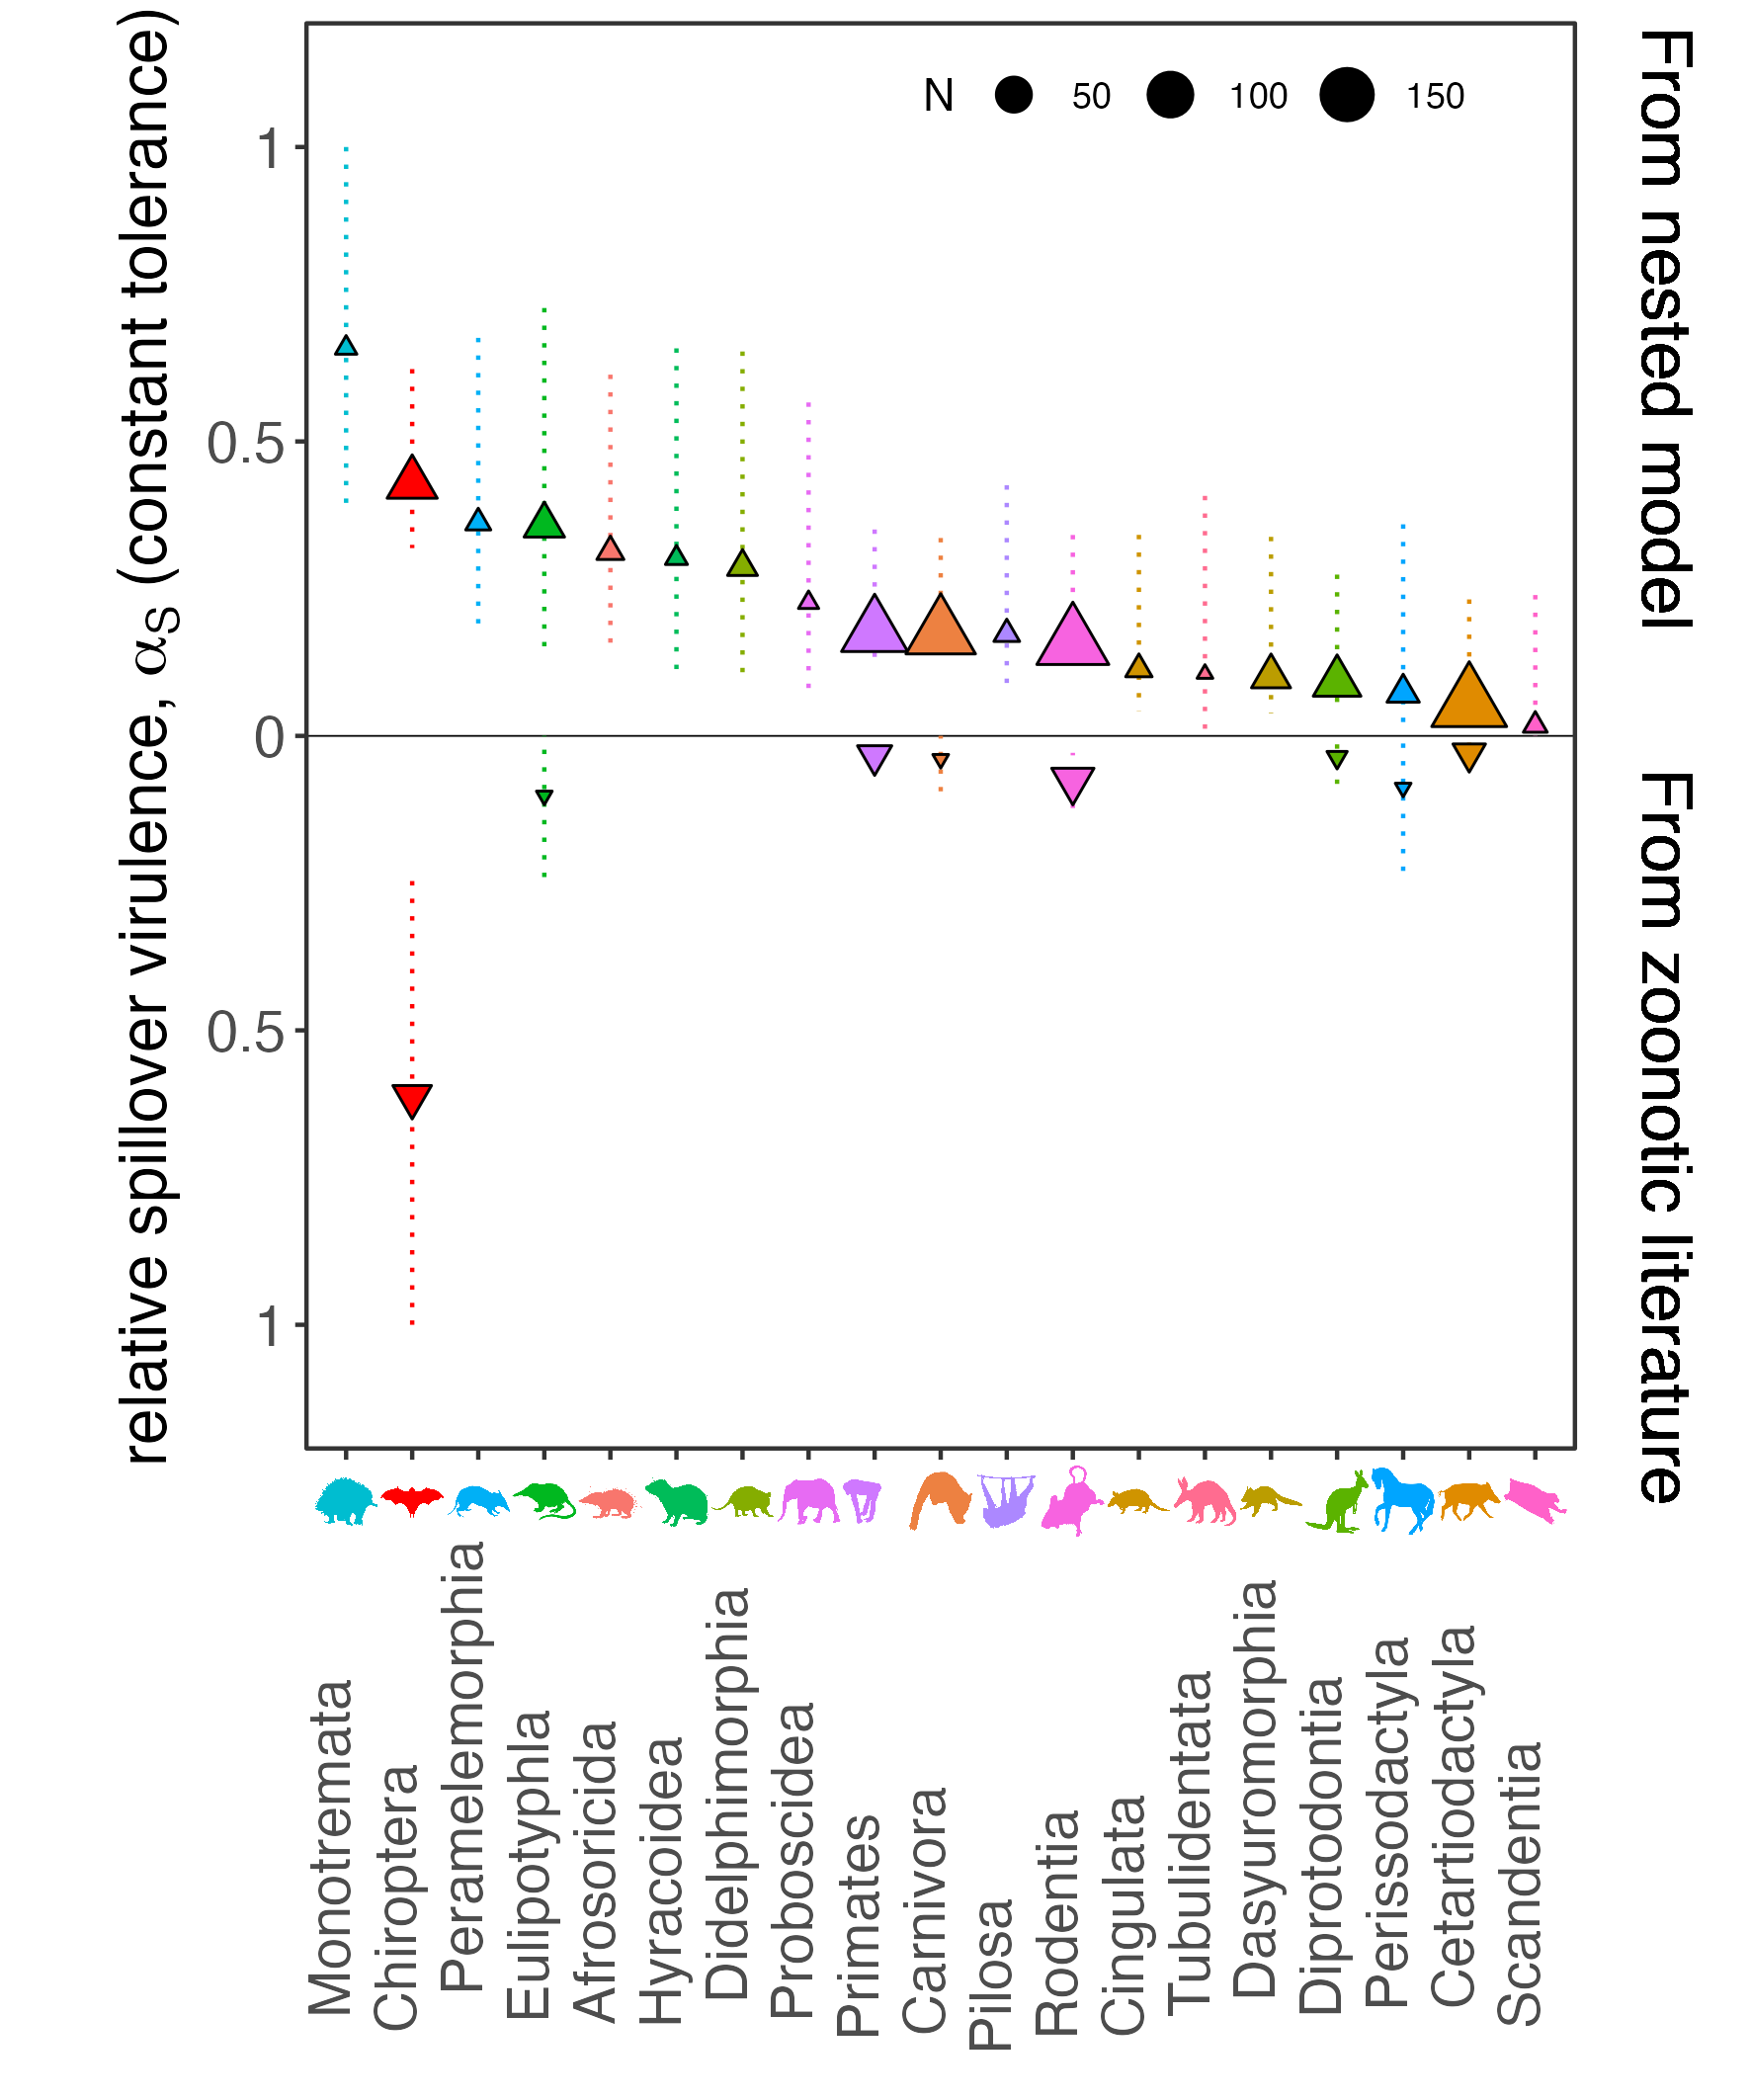 relative spillover virulence, αS (constant tolerance)
N 50 100 150
1
0.5
0
0.5
1
From nested model
From zoonotic literature
Monotremata
Chiroptera
Peramelemorphia
Eulipotyphla
Afrosoricida
Hyracoidea
Didelphimorphia
Proboscidea
Primates
Carnivora
Pilosa
Rodentia
Cingulata
Tubulidentata
Dasyuromorphia
Diprotodontia
Perissodactyla
Cetartiodactyla
Scandentia